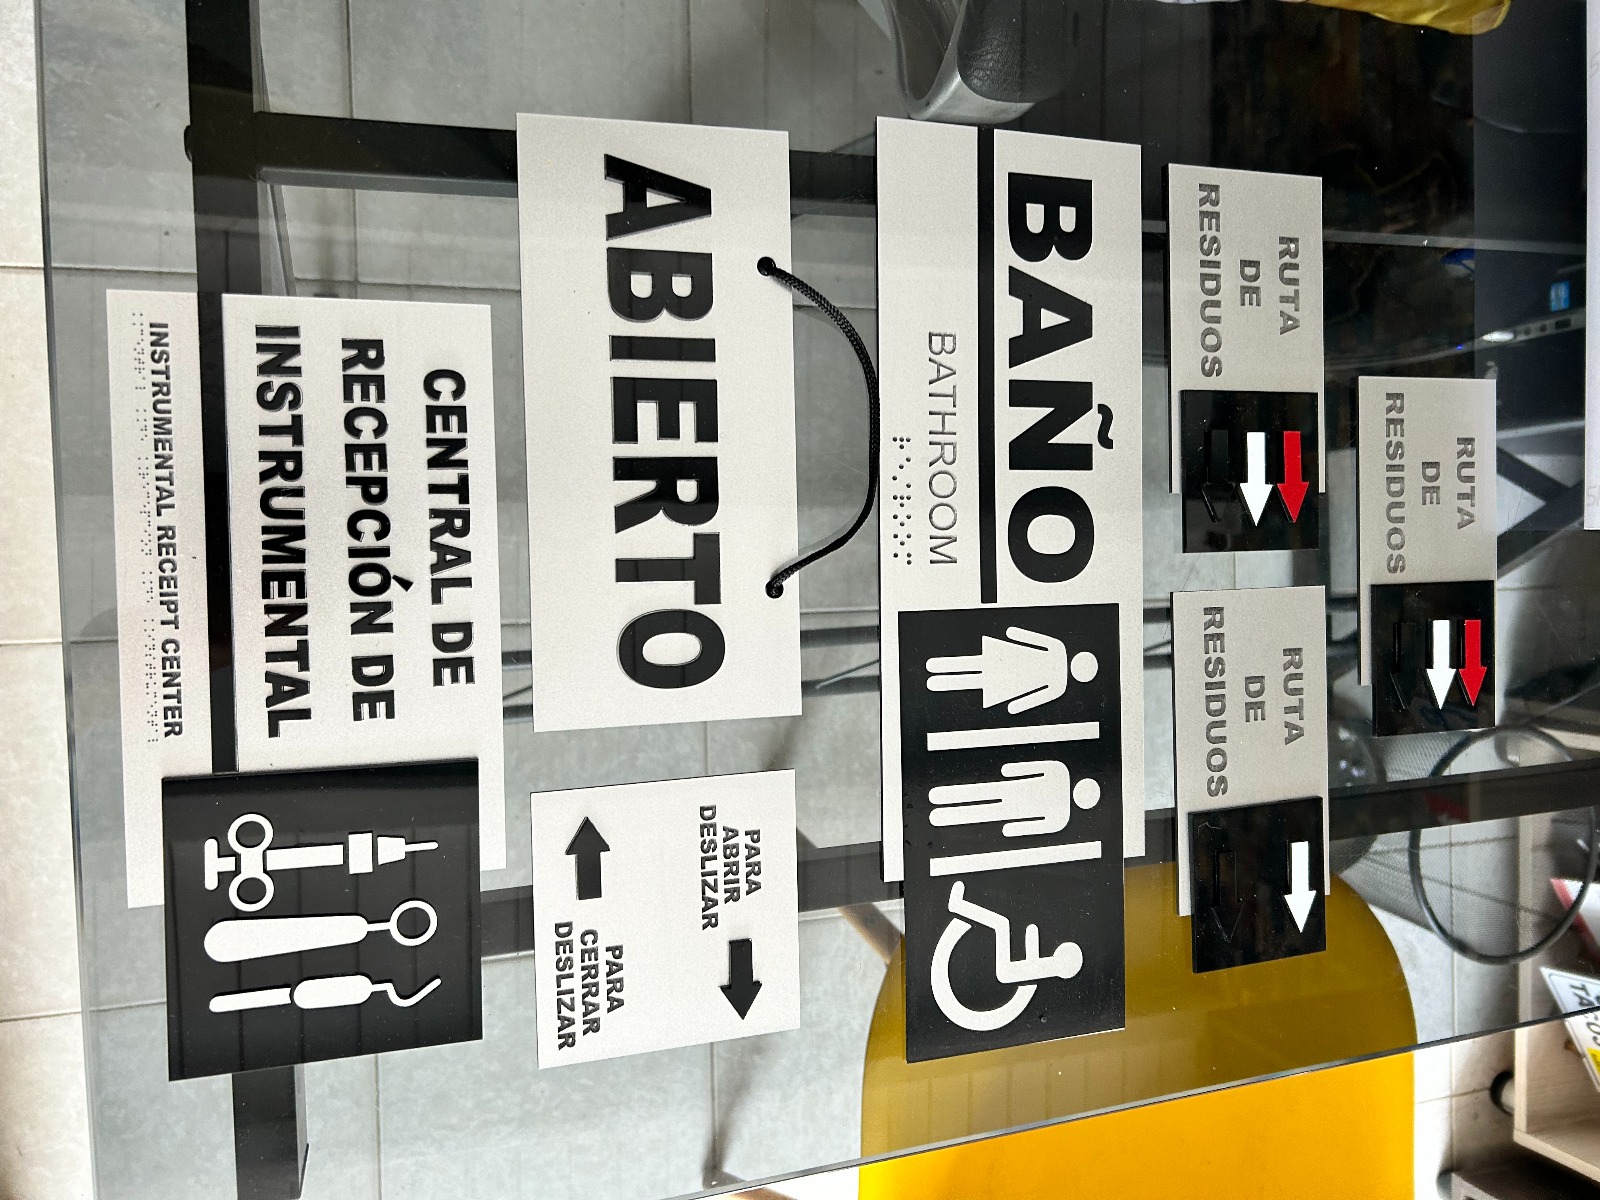 RUTA
DE
RESIDUOS
RUTA
DE
RESIDUOS
RUTA
DE
RESIDUOS
BAÑO
BATHROOM
ABIERTO
PARA
ABRIR
DESLIZAR
PARA
CERRAR
DESLIZAR
CENTRAL DE
RECEPCIÓN DE
INSTRUMENTAL
INSTRUMENTAL RECEIPT CENTER